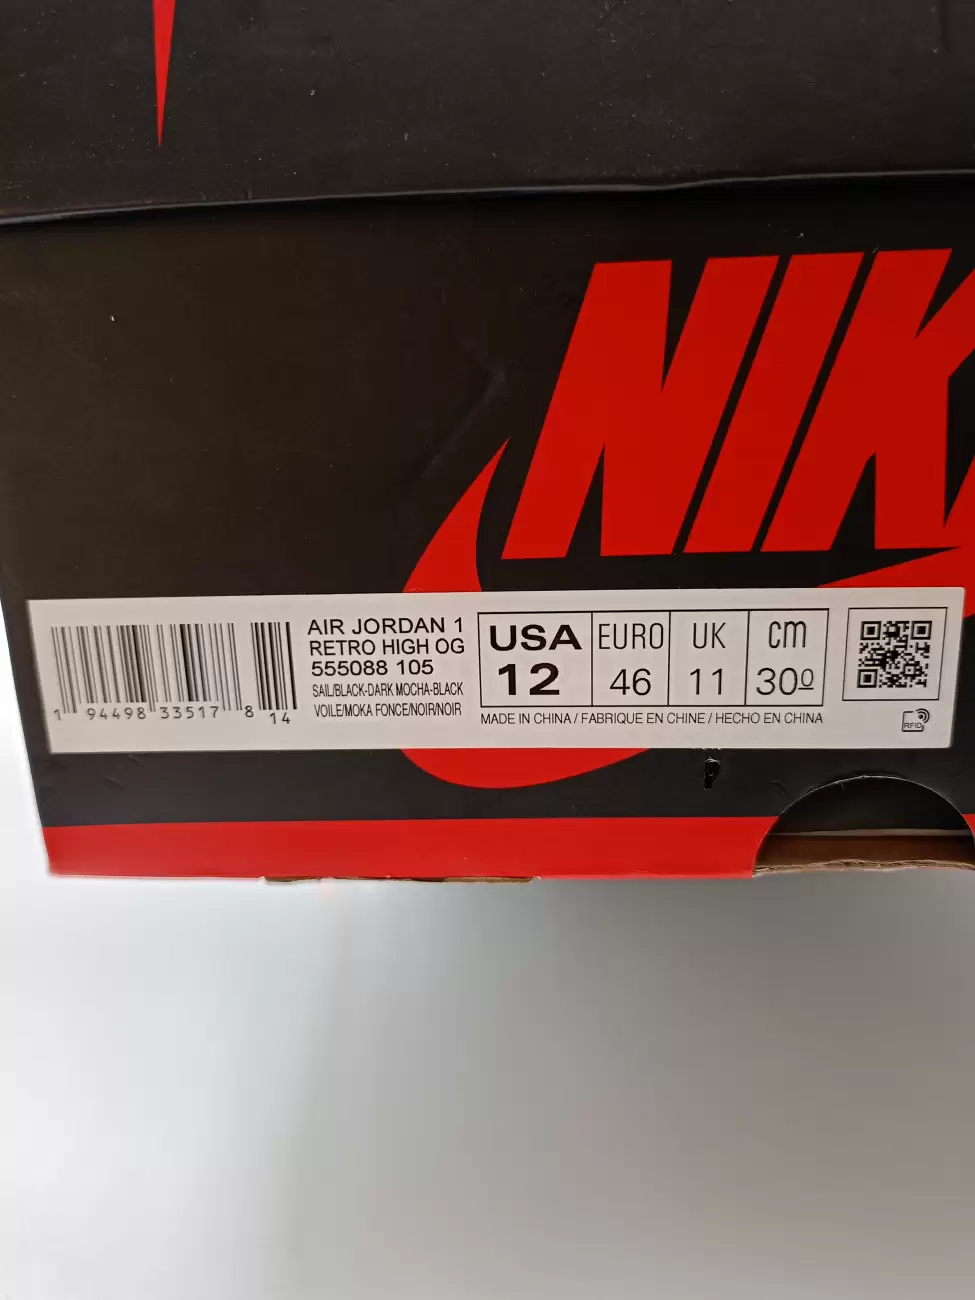 NIK
AIR JORDAN 1
RETRO HIGH OG
555088 105
SAIL/BLACK-DARK MOCHA-BLACK
VOILE/MOKA FONCE/NOIR/NOIR
1 94498 33517 8 14
USA EURO UK cm
12 46 11 30º
MADE IN CHINA / FABRIQUE EN CHINE / HECHO EN CHINA
RFID